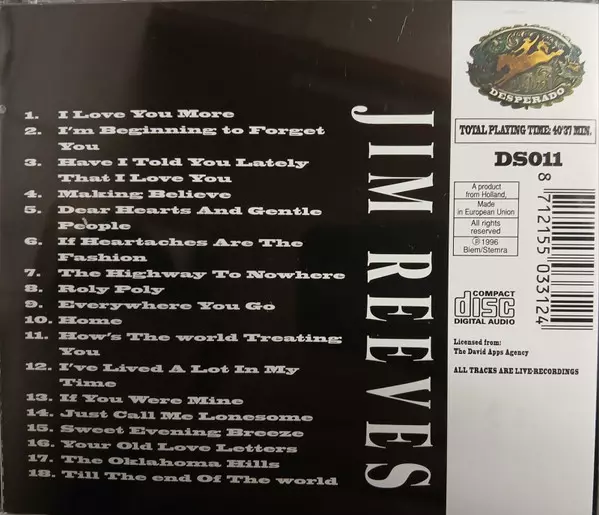 1. I Love You More
2. I'm Beginning to Forget
You
3. Have I Told You Lately
That I Love You
4. Making Believe
5. Dear Hearts And Gentle
People
6. If Heartaches Are The
Fashion
7. The Highway To Nowhere
8. Roly Poly
9. Everywhere You Go
10. Home
11. How's The world Treating
You
12. I've Lived A Lot In My
Time
13. If You Were Mine
14. Just Call Me Lonesome
15. Sweet Evening Breeze
16. Your Old Love Letters
17. The Oklahoma Hills
18. Till The end Of The world
JIM REEVES
DESPERADO
TOTAL PLAYING TIME: 40'37 MIN.
DS011
A product
from Holland,
Made
in European Union
All rights
reserved
℗ 1996
Biem/Stemra
8 712155 033124
COMPACT
disc
DIGITAL AUDIO
Licensed from:
The David Apps Agency
ALL TRACKS ARE LIVE-RECORDINGS